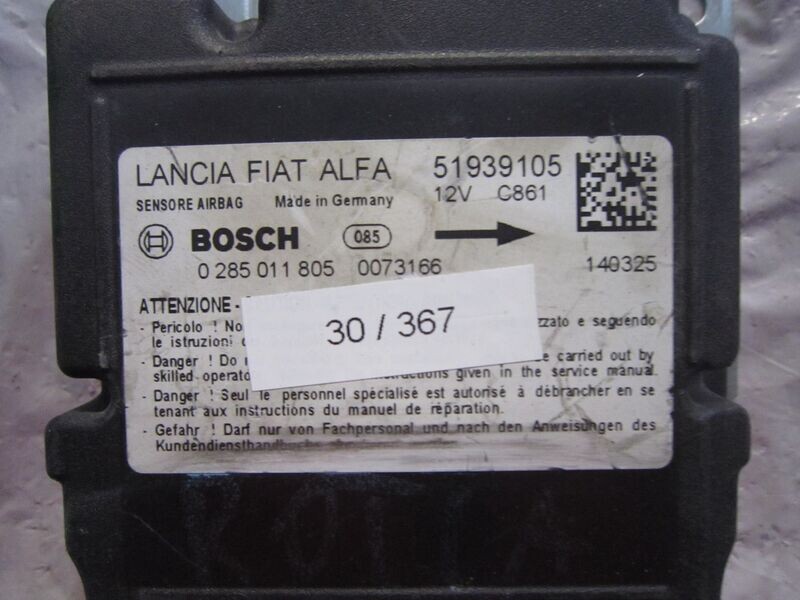 LANCIA FIAT ALFA 51939105
SENSORE AIRBAG Made in Germany 12V C861
BOSCH 085
0 285 011 805 0073166 140325
ATTENZIONE -
30 / 367
- Pericolo ! No zzato e seguendo
le istruzioni
- Danger ! Do carried out by
skilled operato given in the service manual.
- Danger ! Seul le personnel spécialisé est autorisé à débrancher en se
tenant aux instructions du manuel de réparation.
- Gefahr ! Darf nur von Fachpersonal und nach den Anweisungen des
Kundendiensthandbuchs